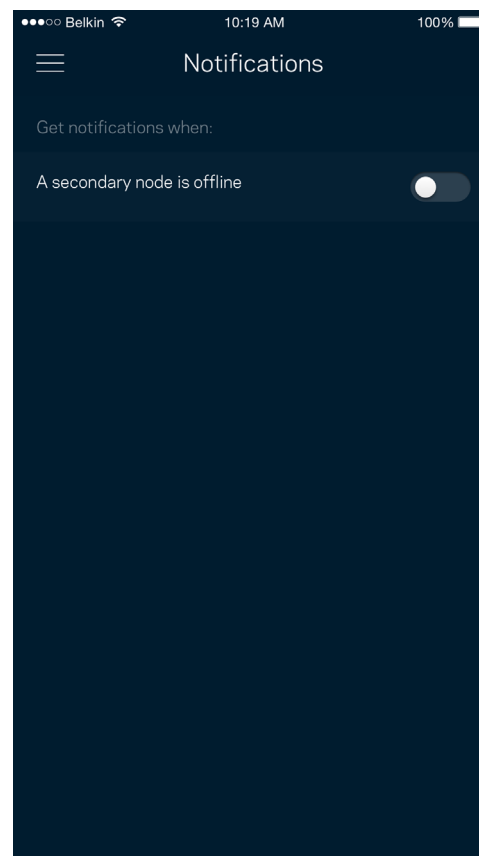 Belkin 10:19 AM 100%
Notifications
Get notifications when:
A secondary node is offline